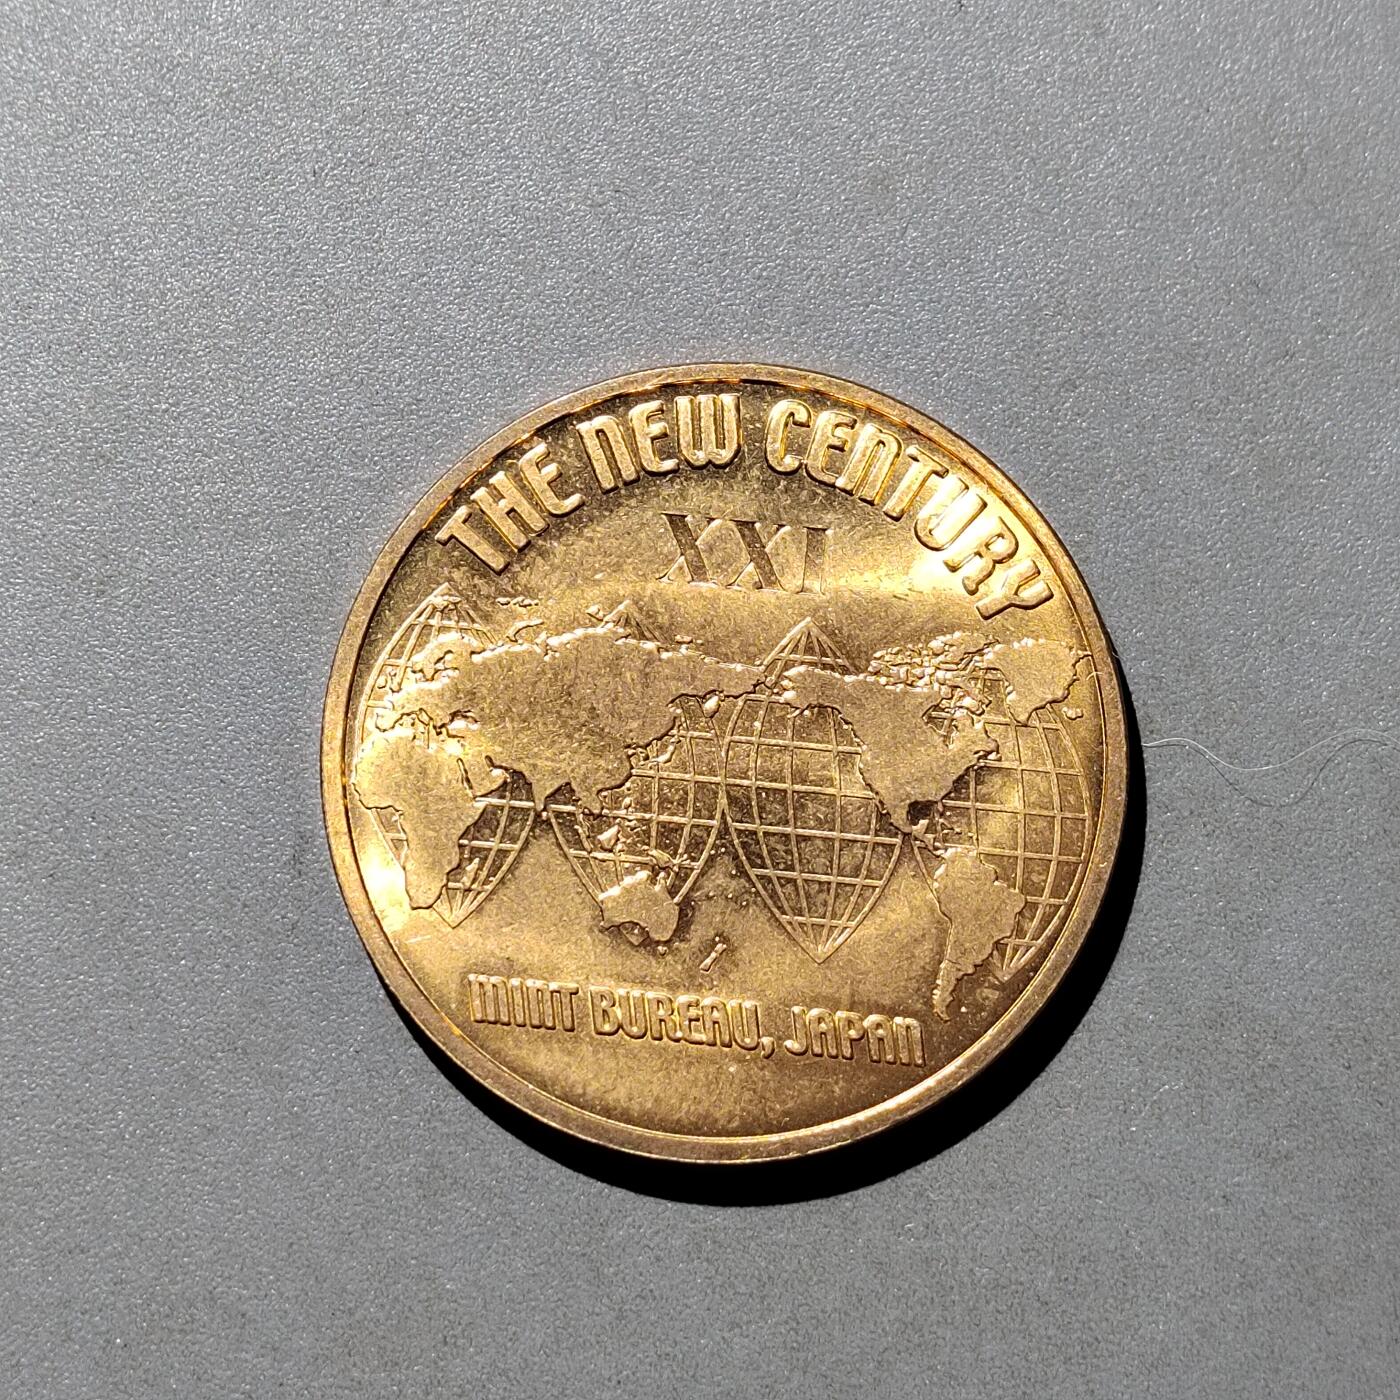 THE NEW CENTURY
XXI
MINT BUREAU, JAPAN